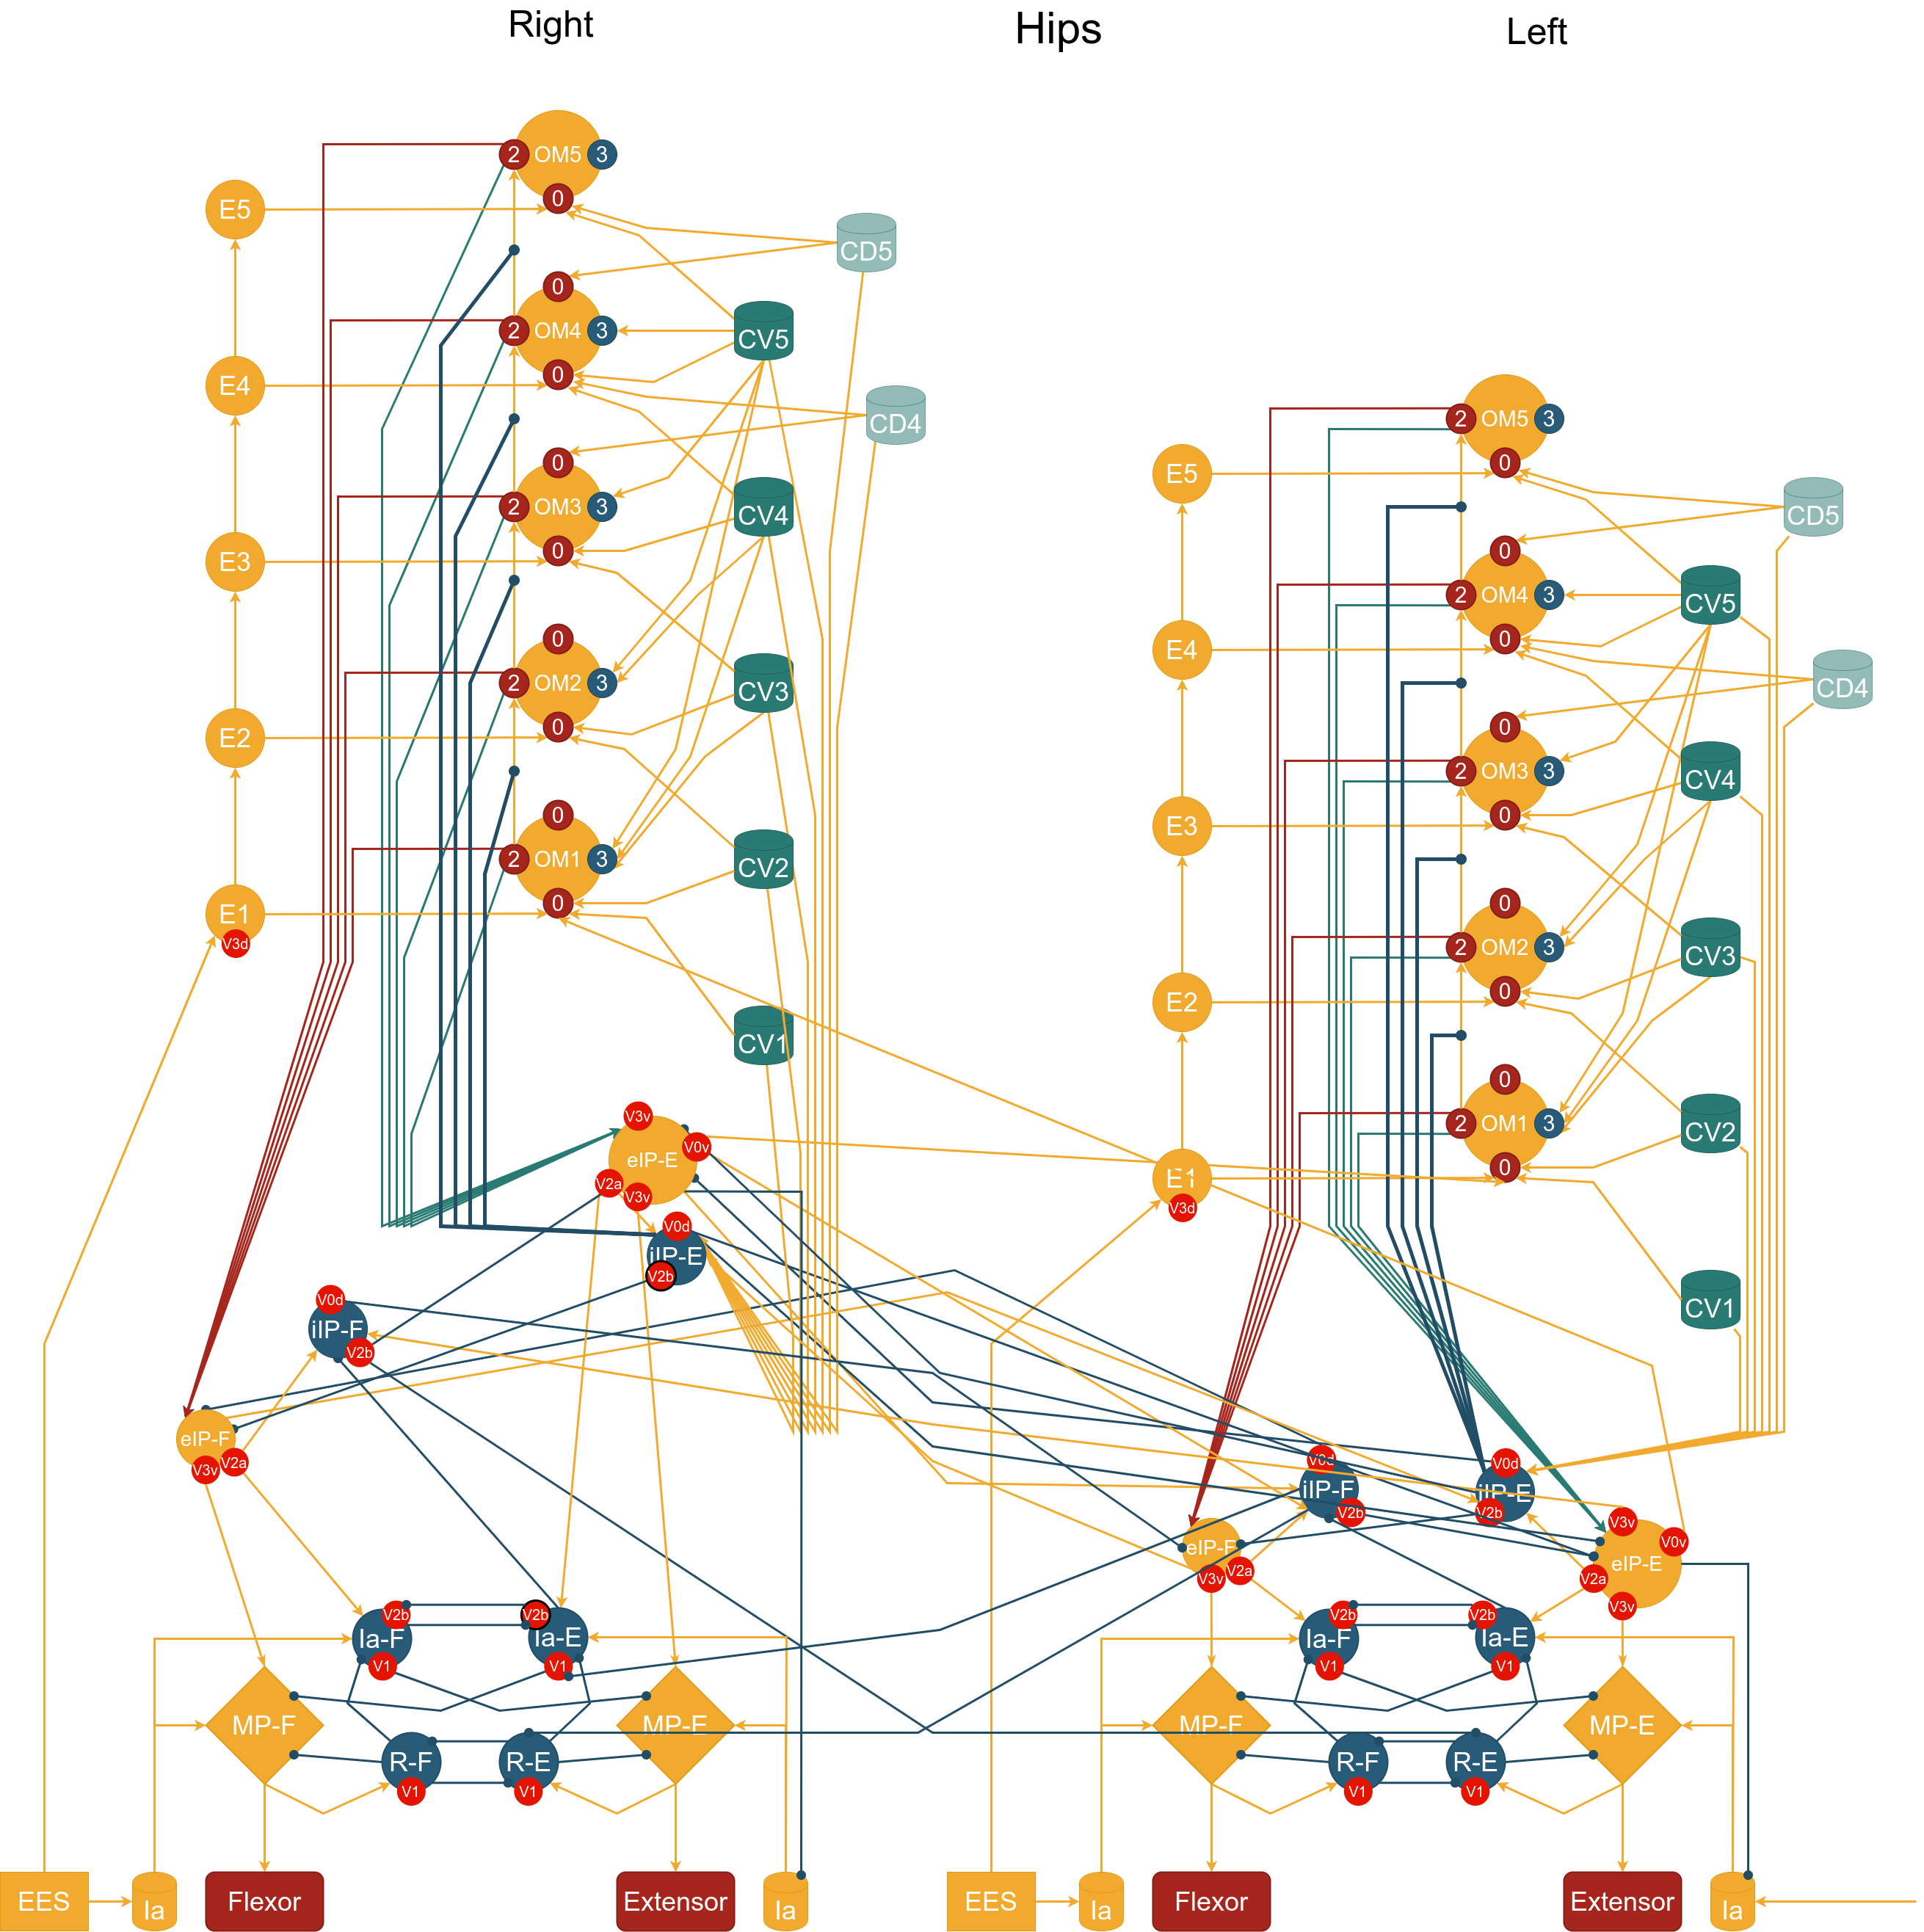 Right
Hips
Left
2 OM5 3
0
E5
CD5
0
2 OM4 3
CV5
0
E4
CD4
0
2 OM3 3
CV4
0
E3
0
2 OM2 3
CV3
0
E2
0
2 OM1 3
CV2
0
E1
V3d
CV1
2 OM5 3
0
E5
CD5
0
2 OM4 3
CV5
0
E4
CD4
0
2 OM3 3
CV4
0
E3
0
2 OM2 3
CV3
0
E2
0
2 OM1 3
CV2
0
E1
V3d
CV1
V3v
V0v
eIP-E
V2a
V3v
V0d
iIP-E
V2b
V0d
iIP-F
V2b
eIP-F
V2a
V3v
V0d
iIP-F
V2b
V0d
iIP-E
V2b
V3v
V0v
eIP-E
V2a
V3v
eIP-F
V2a
V3v
V2b
Ia-F
V1
V2b
Ia-E
V1
MP-F
MP-E
R-F
V1
R-E
V1
V2b
Ia-F
V1
V2b
Ia-E
V1
MP-F
MP-E
R-F
V1
R-E
V1
EES
Ia
Flexor
Extensor
Ia
EES
Ia
Flexor
Extensor
Ia